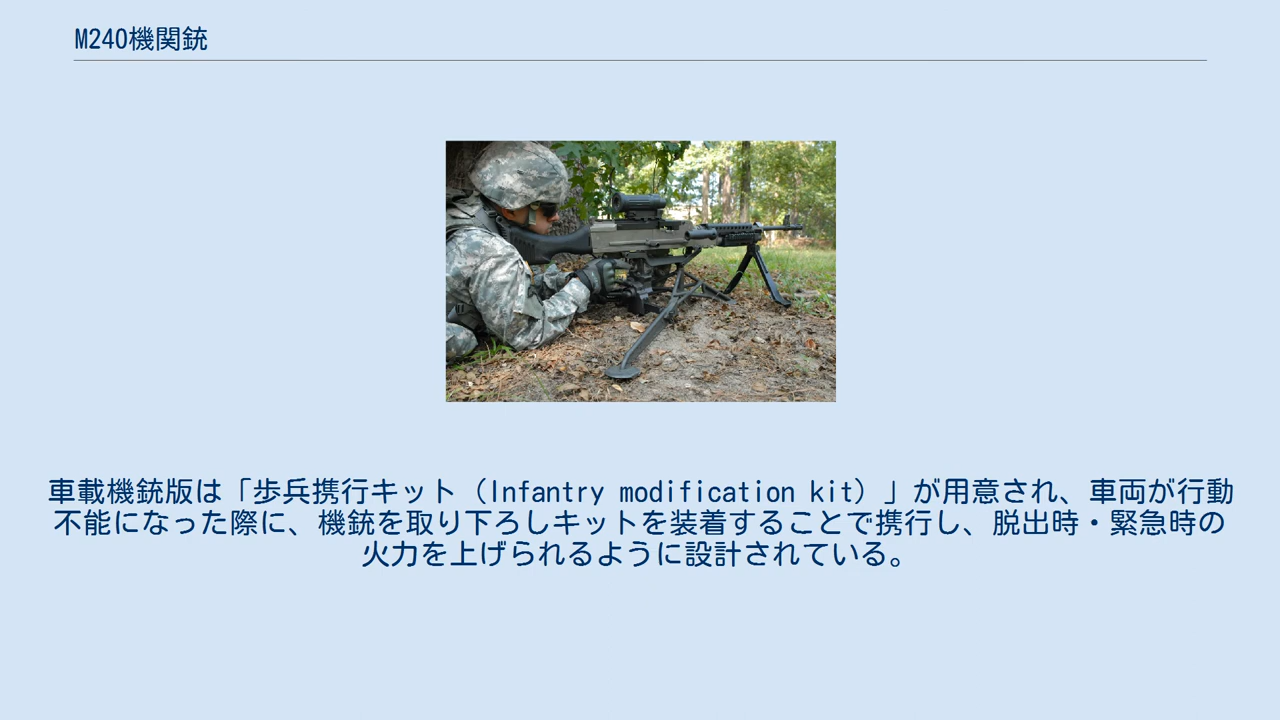 M240機関銃
車載機銃版は「歩兵携行キット（Infantry modification kit）」が用意され、車両が行動
不能になった際に、機銃を取り下ろしキットを装着することで携行し、脱出時・緊急時の
火力を上げられるように設計されている。